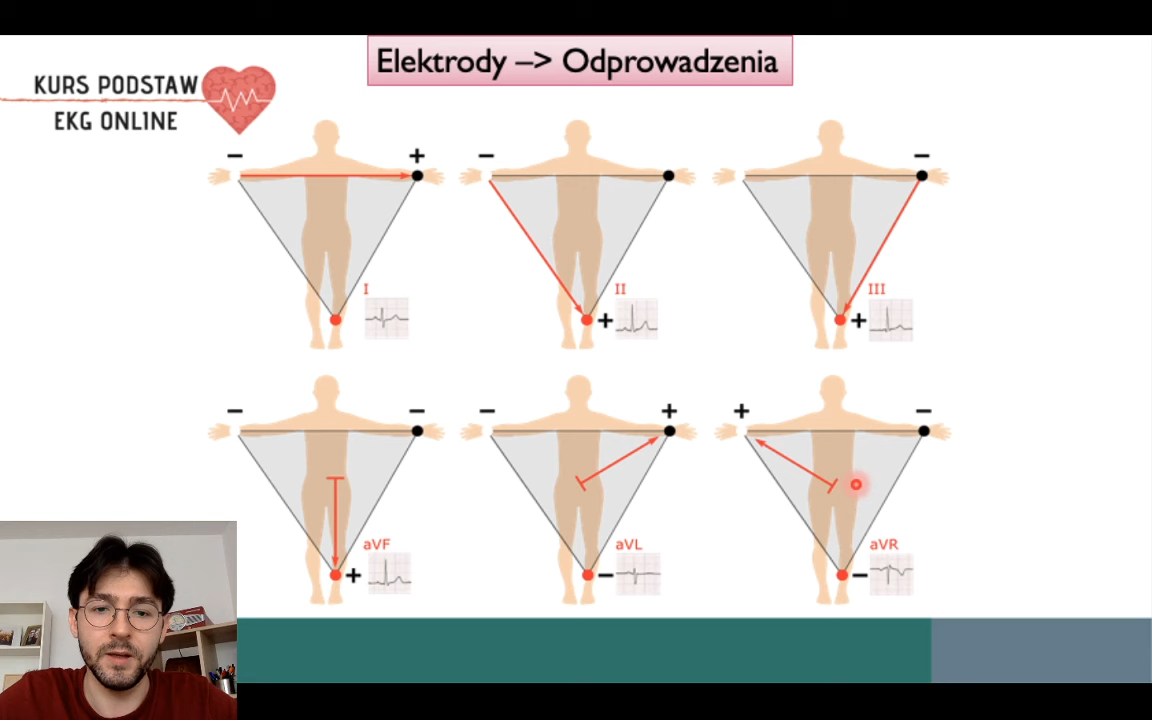 Elektrody –> Odprowadzenia
KURS PODSTAW
EKG ONLINE
– + – –
I II III
+ +
– – – + + –
aVF aVL aVR
+ – –